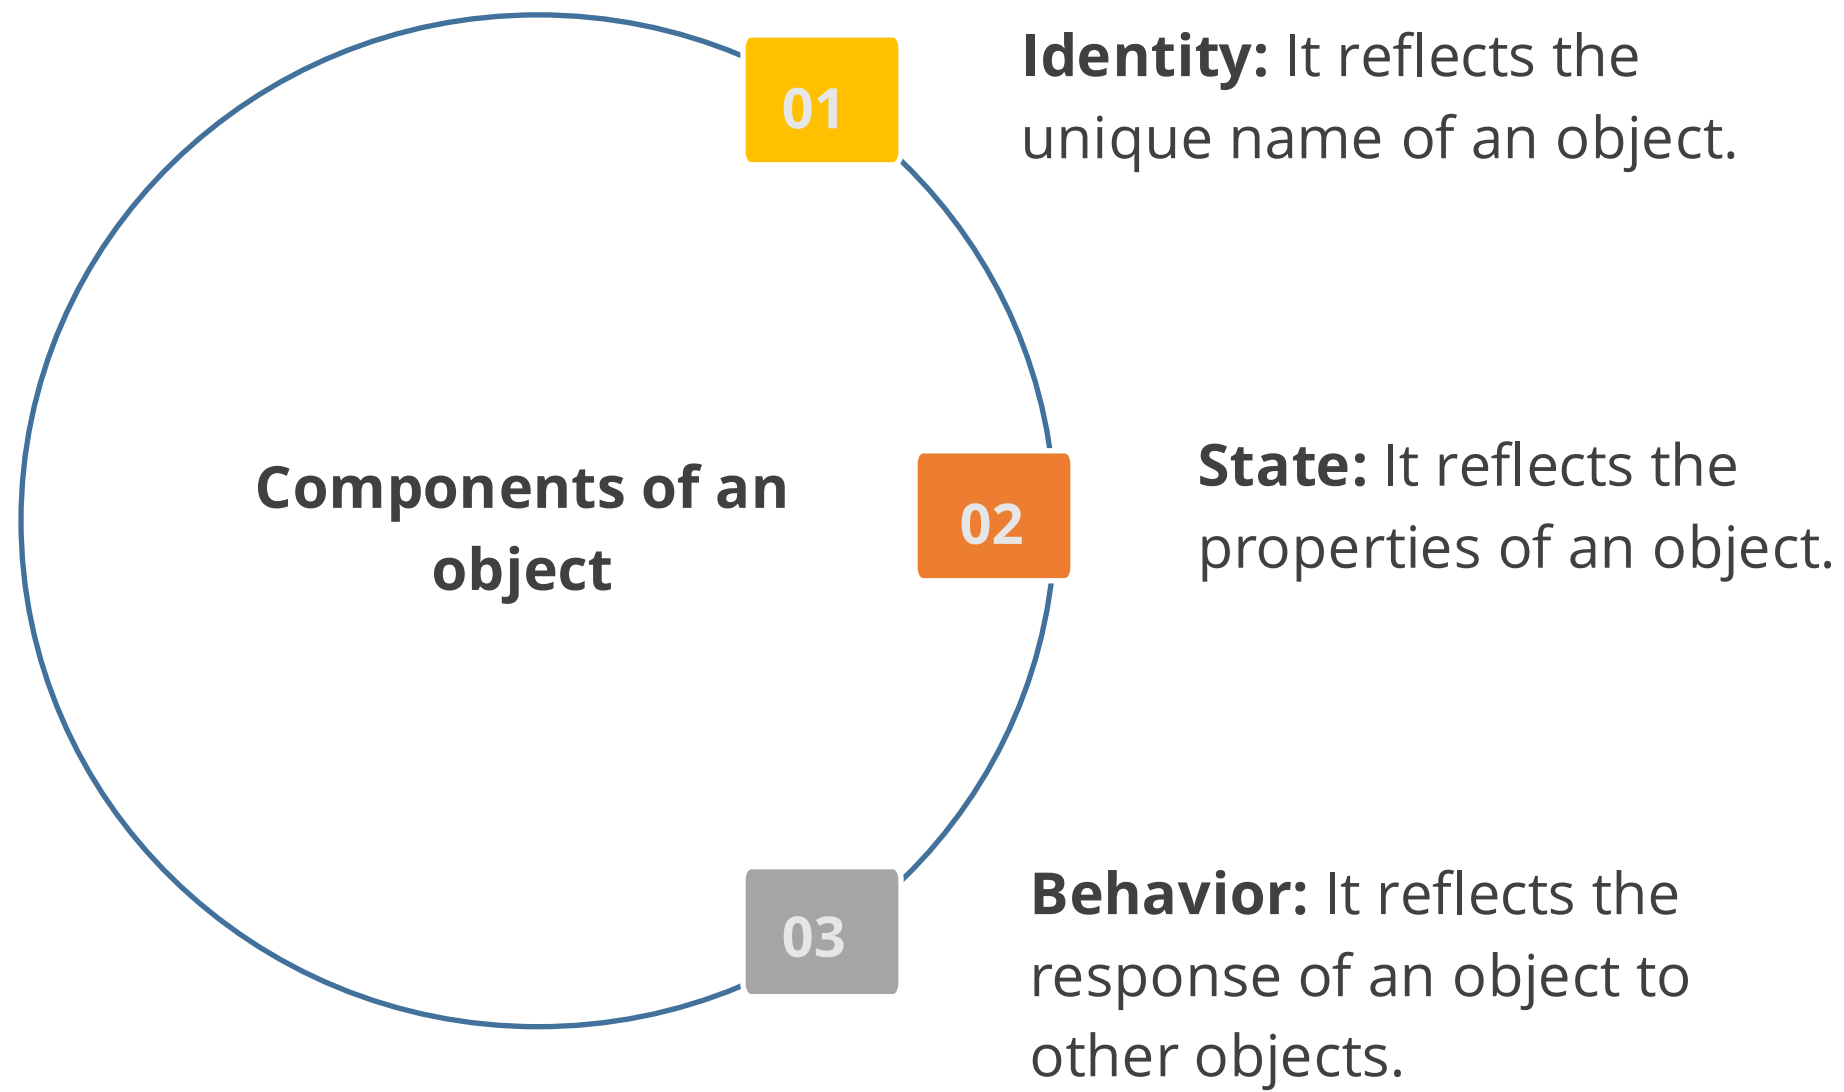 01
Identity: It reflects the
unique name of an object.
Components of an
object
02
State: It reflects the
properties of an object.
03
Behavior: It reflects the
response of an object to
other objects.